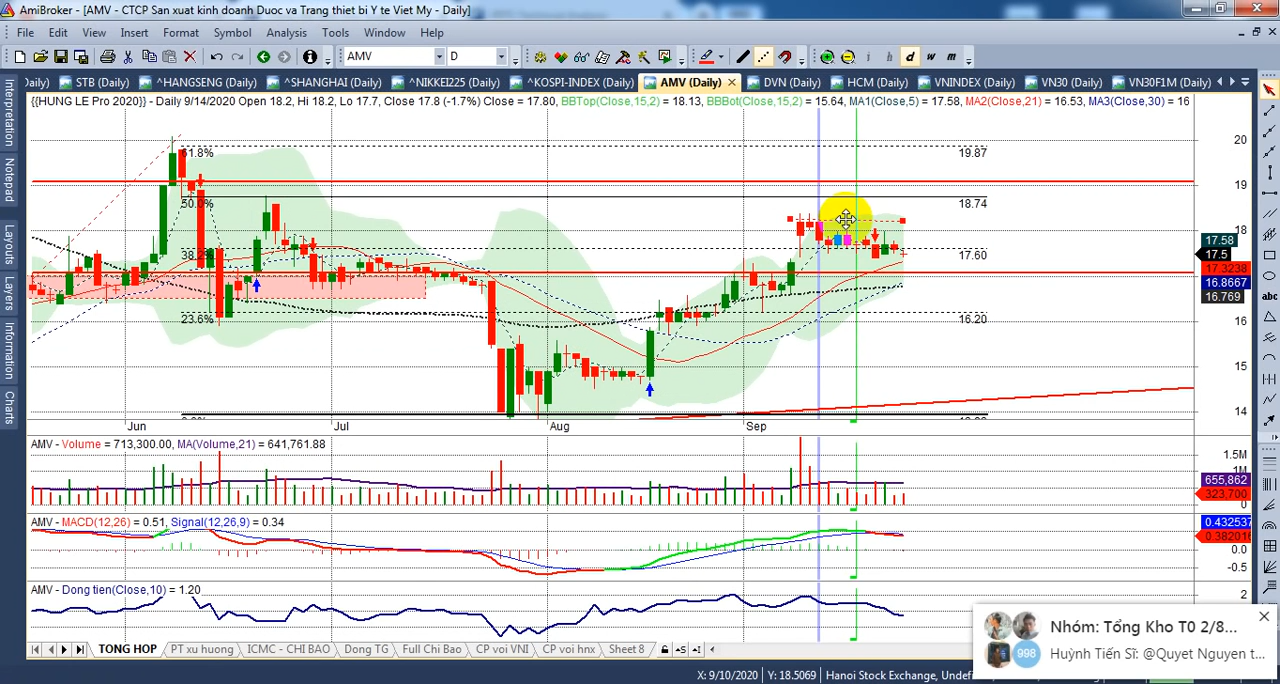 AmiBroker - [AMV - CTCP San xuat kinh doanh Duoc va Trang thiet bi Y te Viet My - Daily]
File Edit View Insert Format Symbol Analysis Tools Window Help
AMV D i h d w m
Daily) STB (Daily) ^HANGSENG (Daily) ^SHANGHAI (Daily) ^NIKKEI225 (Daily) ^KOSPI-INDEX (Daily) AMV (Daily) DVN (Daily) HCM (Daily) VNINDEX (Daily) VN30 (Daily) VN30F1M (Daily)
{{HUNG LE Pro 2020}} - Daily 9/14/2020 Open 18.2, Hi 18.2, Lo 17.7, Close 17.8 (-1.7%) Close = 17.80, BBTop(Close,15,2) = 18.13, BBBot(Close,15,2) = 15.64, MA1(Close,5) = 17.58, MA2(Close,21) = 16.53, MA3(Close,30) = 16
Interpretation
Notepad
Layouts
Layers
Information
Charts
abc
61.8% 19.87
50.0% 18.74
38.2% 17.60
23.6% 16.20
20
19
18
17.58
17.5
17.3238
16.8667
16.769
16
15
14
Jun Jul Aug Sep
AMV - Volume = 713,300.00, MA(Volume,21) = 641,761.88
1.5M
1M
655,862
323,700
0
AMV - MACD(12,26) = 0.51, Signal(12,26,9) = 0.34
0.432537
0.382016
0.0
-0.5
AMV - Dong tien(Close,10) = 1.20
2
Nhóm: Tổng Kho T0 2/8...
998 Huỳnh Tiến Sĩ: @Quyet Nguyen t...
TONG HOP PT xu huong ICMC - CHI BAO Dong TG Full Chi Bao CP voi VNI CP voi hnx Sheet 8
X: 9/10/2020 Y: 18.5069 Hanoi Stock Exchange, Undef